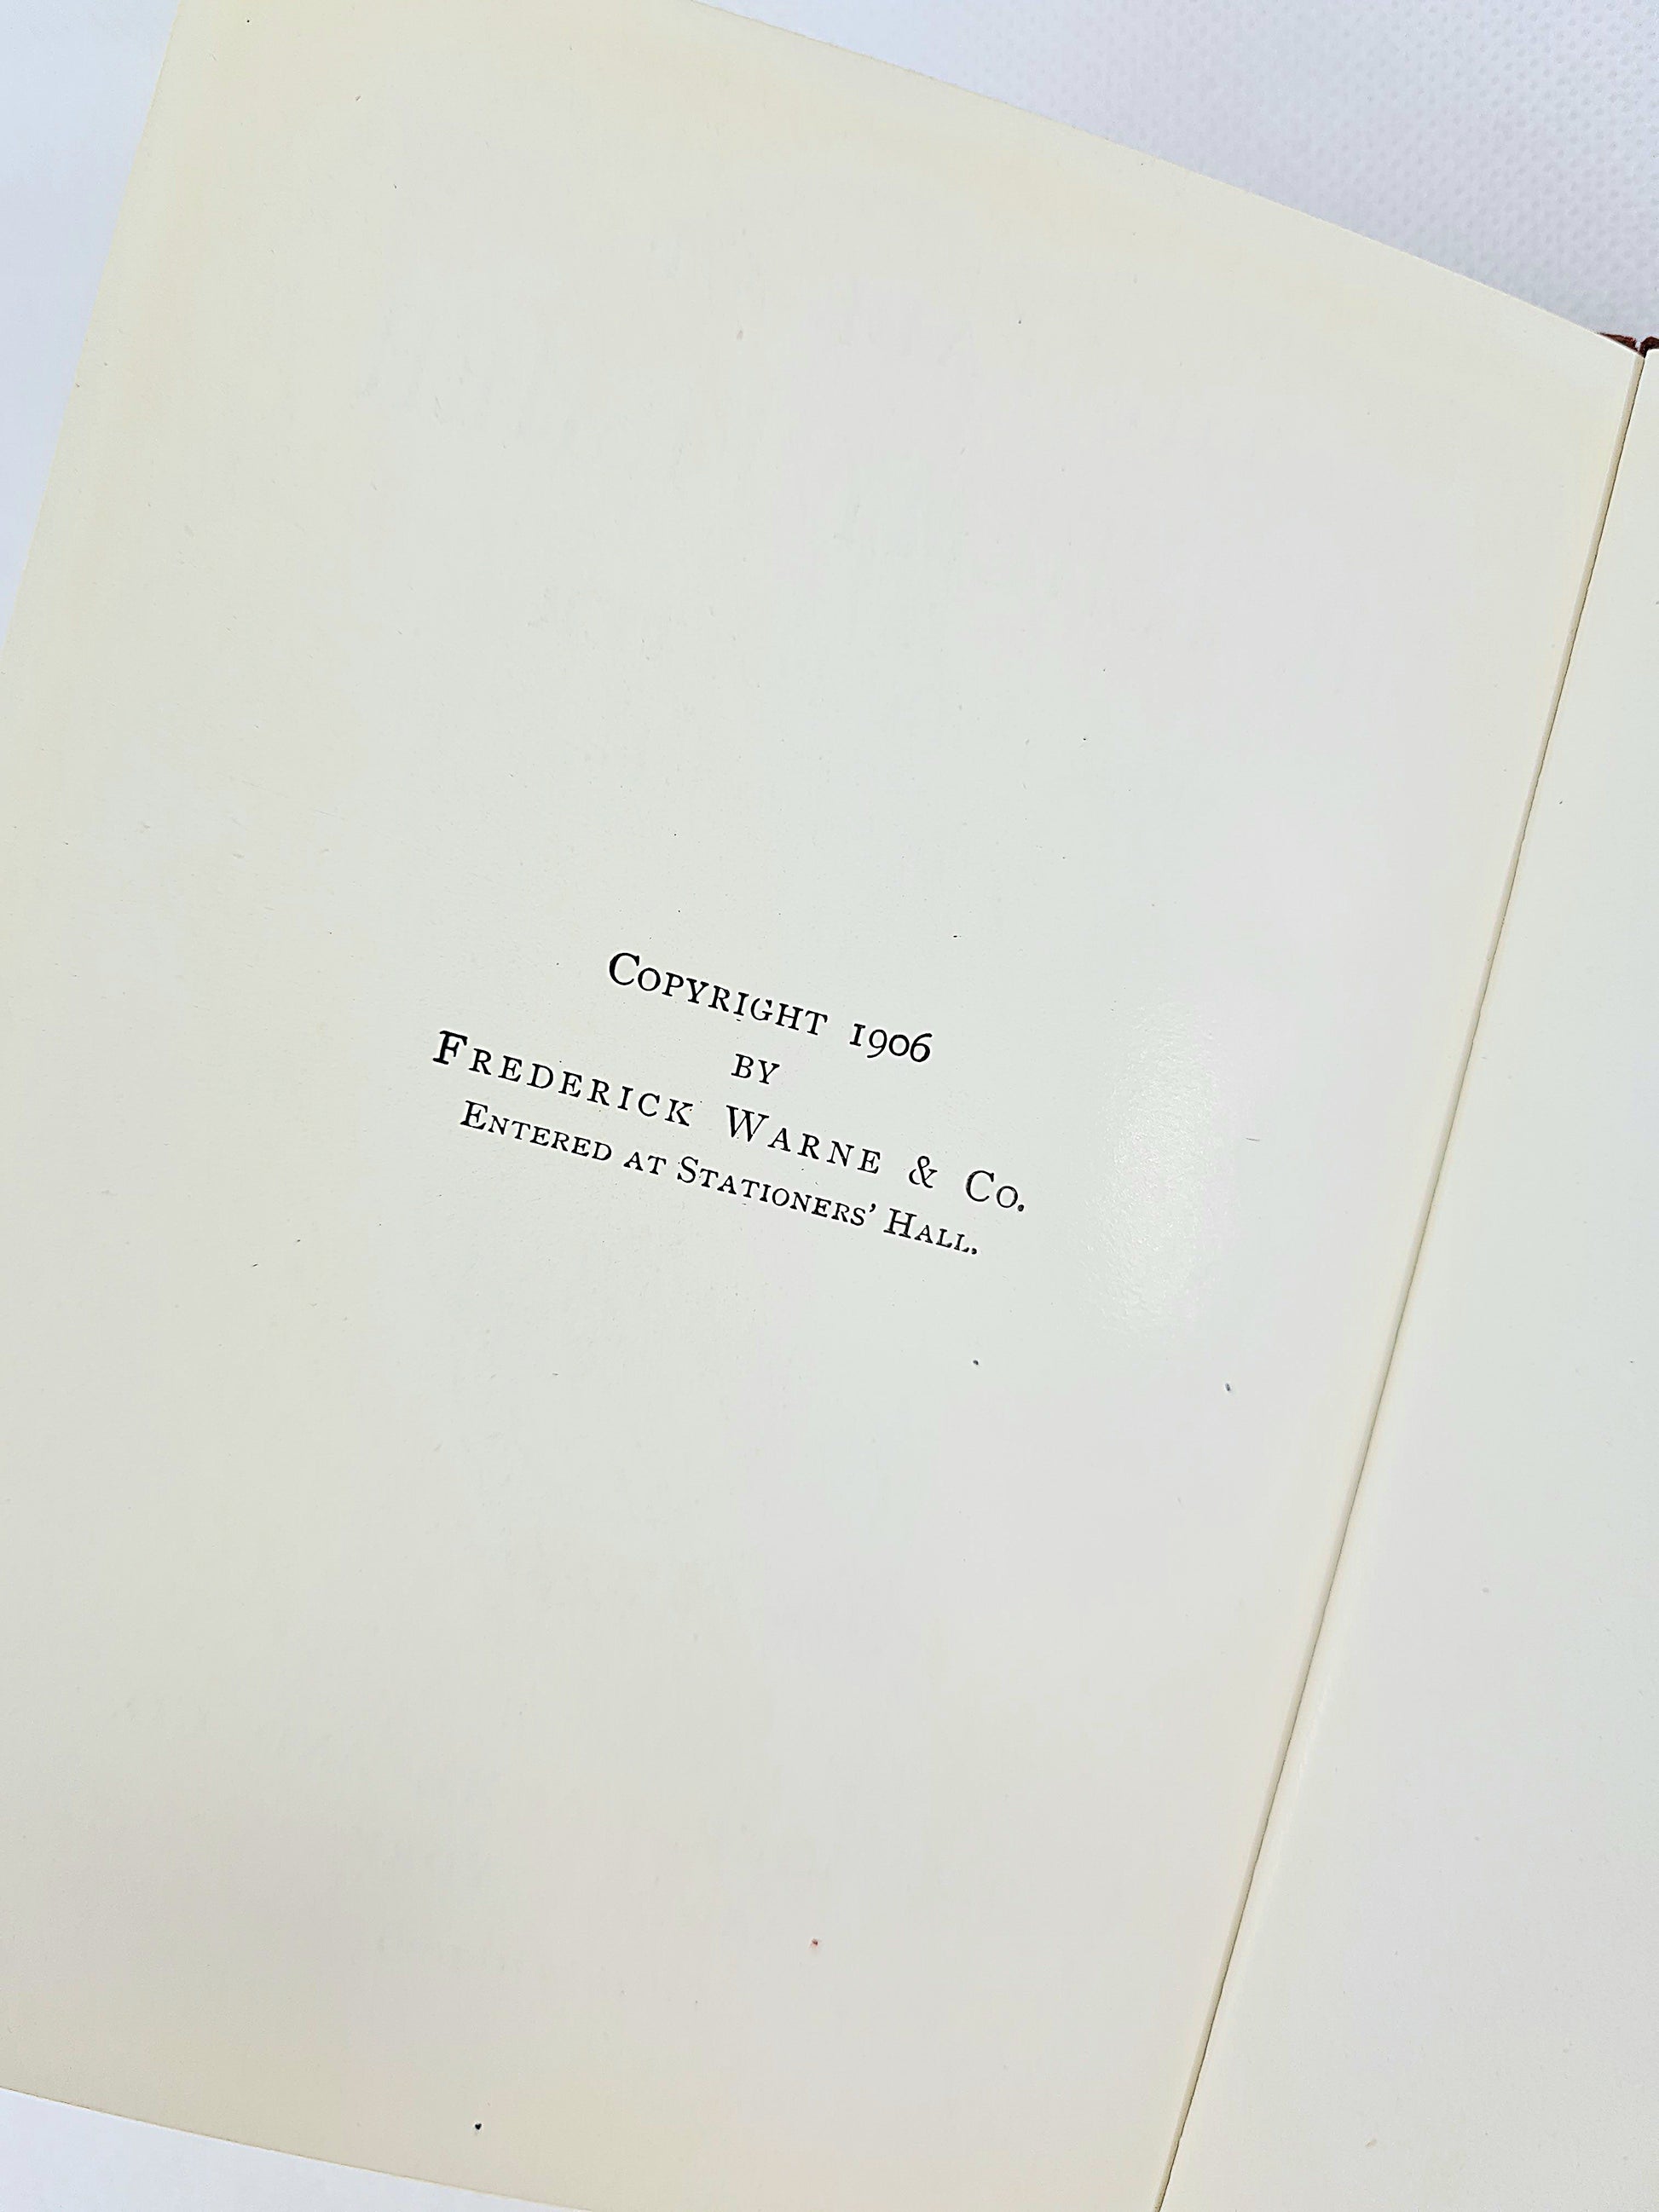 Copyright 1906
by
Frederick Warne & Co.
Entered at Stationers' Hall.